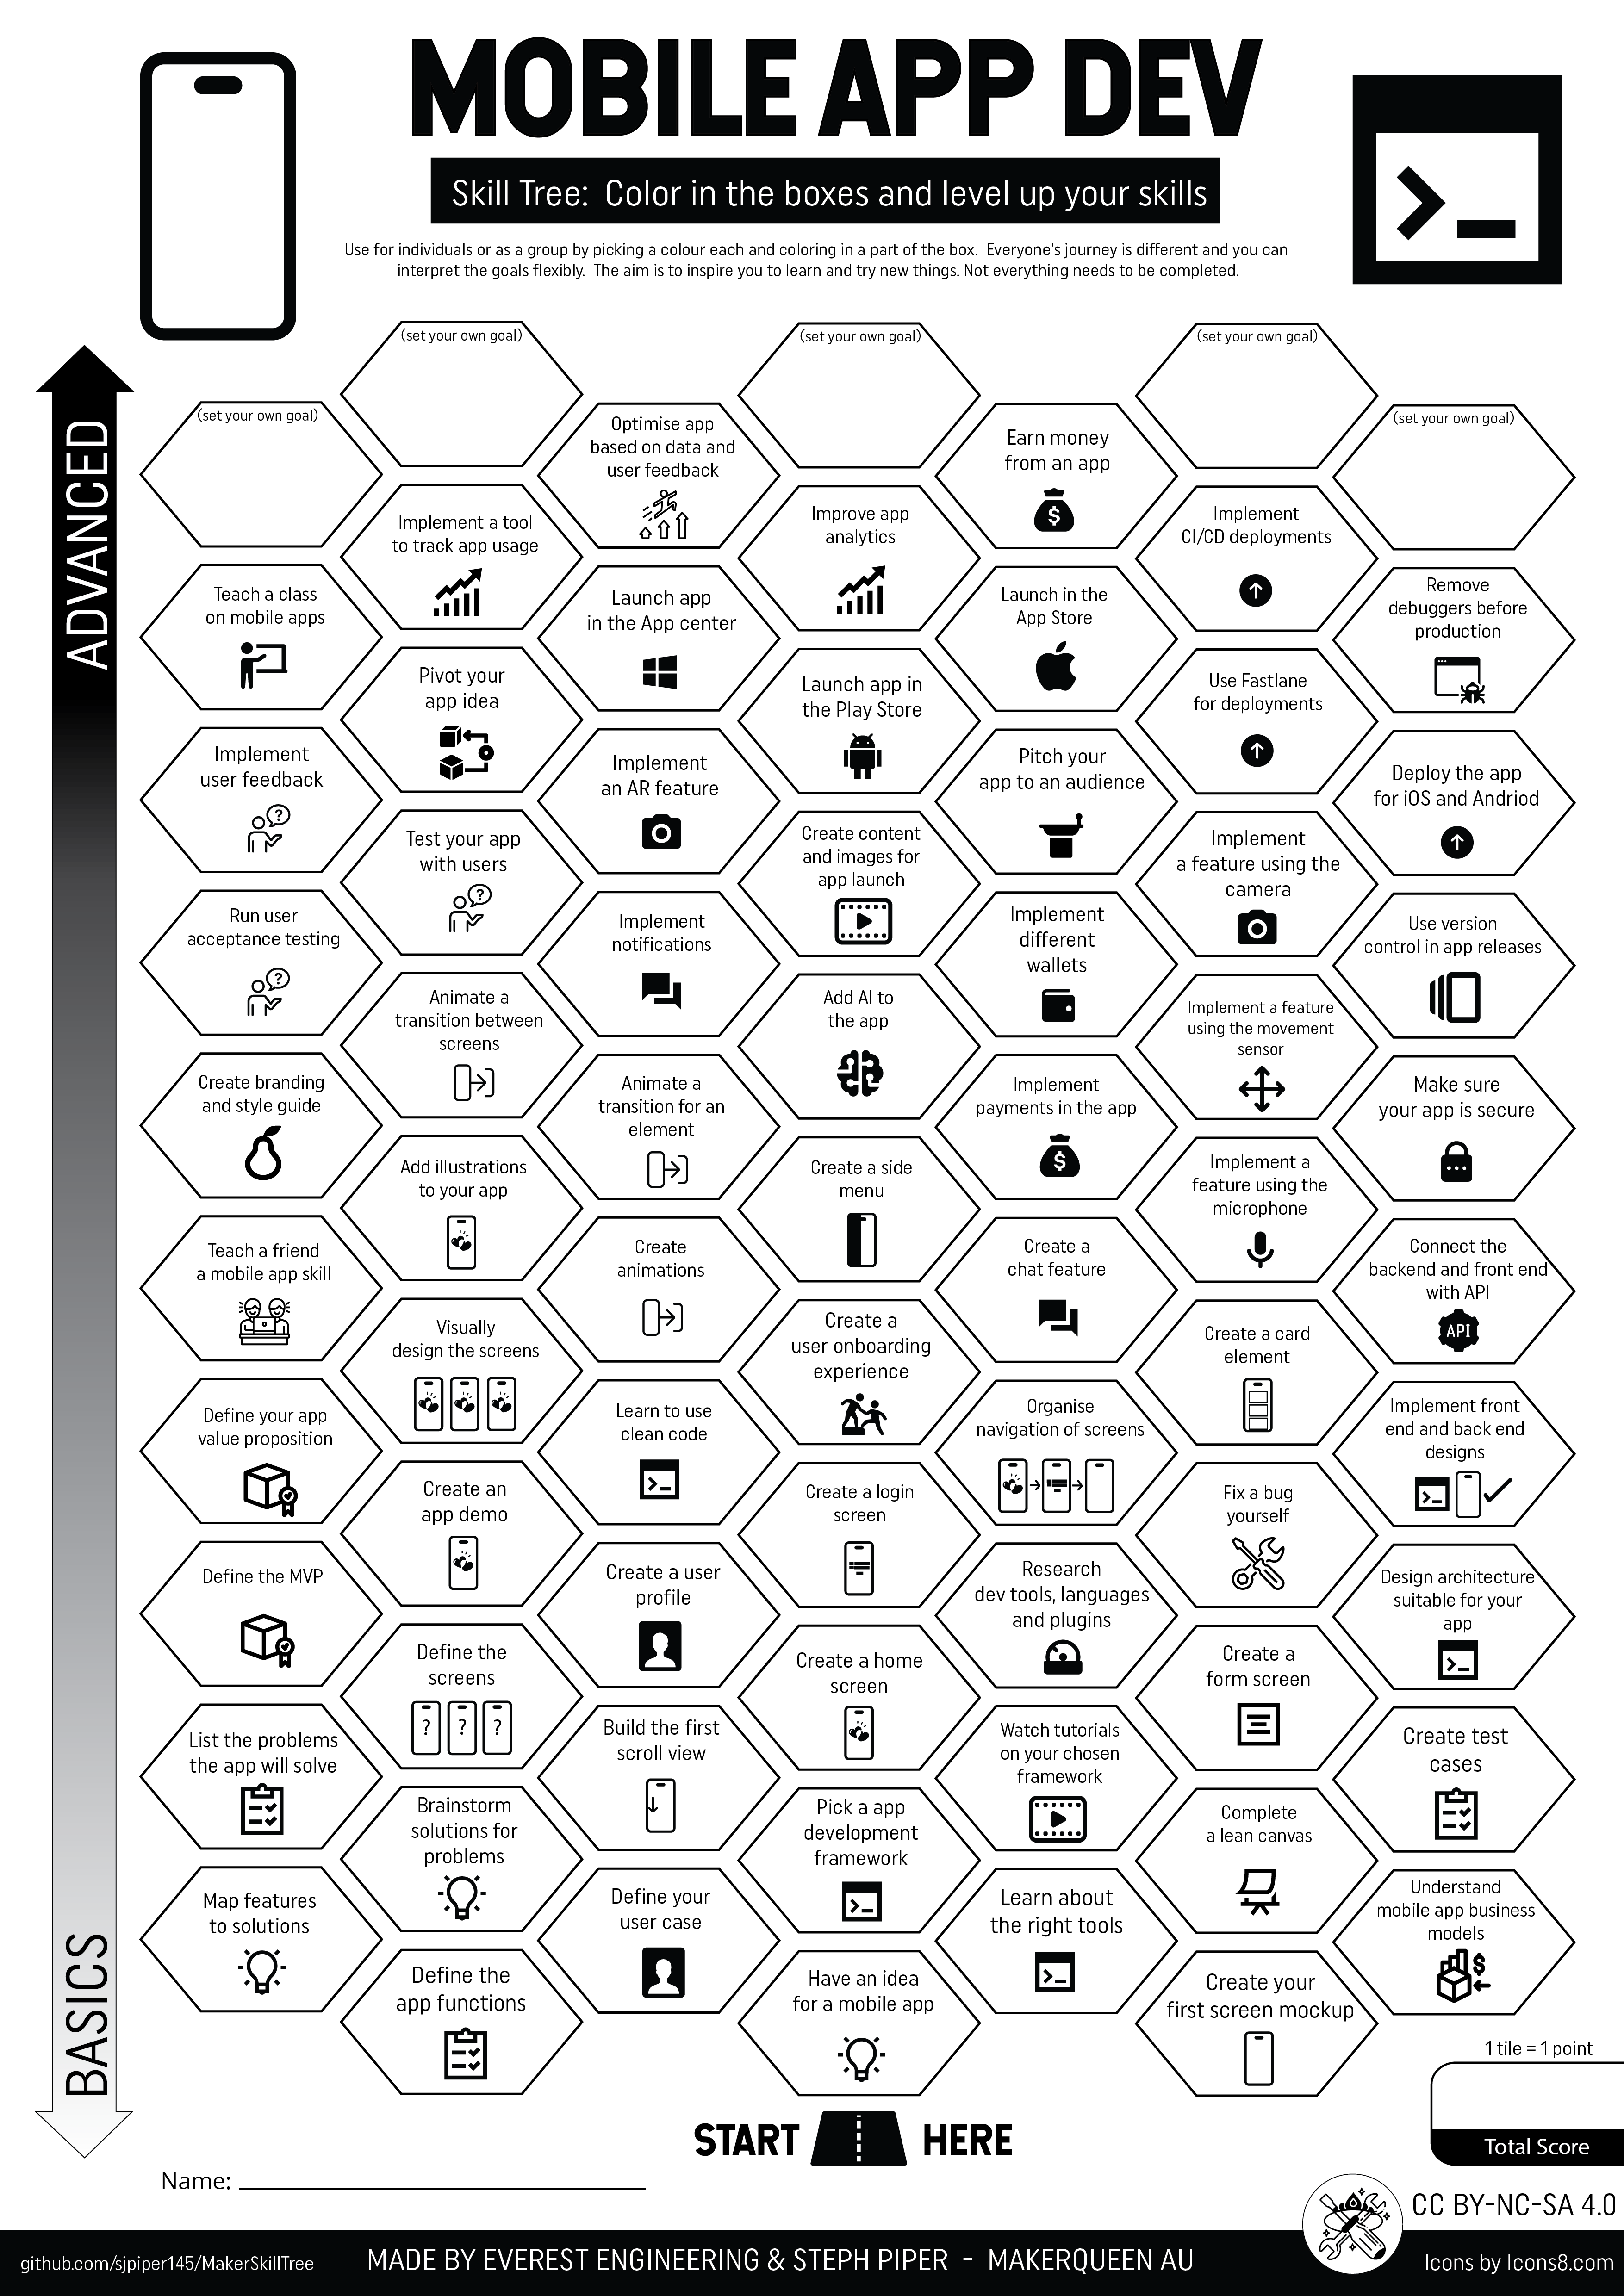 MOBILE APP DEV
Skill Tree: Color in the boxes and level up your skills
Use for individuals or as a group by picking a colour each and coloring in a part of the box. Everyone's journey is different and you can
interpret the goals flexibly. The aim is to inspire you to learn and try new things. Not everything needs to be completed.
ADVANCED
BASICS
(set your own goal)
(set your own goal)
(set your own goal)
(set your own goal)
Optimise app
based on data and
user feedback
Earn money
from an app
$
(set your own goal)
Implement a tool
to track app usage
Improve app
analytics
Implement
CI/CD deployments
Teach a class
on mobile apps
Launch app
in the App center
Launch in the
App Store
Remove
debuggers before
production
Pivot your
app idea
Launch app in
the Play Store
Use Fastlane
for deployments
Implement
user feedback
?
Implement
an AR feature
Pitch your
app to an audience
Deploy the app
for iOS and Andriod
Test your app
with users
?
Create content
and images for
app launch
Implement
a feature using the
camera
Run user
acceptance testing
?
Implement
notifications
Implement
different
wallets
Use version
control in app releases
Animate a
transition between
screens
Add AI to
the app
Implement a feature
using the movement
sensor
Create branding
and style guide
Animate a
transition for an
element
Implement
payments in the app
$
Make sure
your app is secure
Add illustrations
to your app
Create a side
menu
Implement a
feature using the
microphone
Teach a friend
a mobile app skill
Create
animations
Create a
chat feature
Connect the
backend and front end
with API
API
Visually
design the screens
Create a
user onboarding
experience
Create a card
element
Define your app
value proposition
Learn to use
clean code
Organise
navigation of screens
Implement front
end and back end
designs
Create an
app demo
Create a login
screen
Fix a bug
yourself
Define the MVP
Create a user
profile
Research
dev tools, languages
and plugins
Design architecture
suitable for your
app
Define the
screens
? ? ?
Create a home
screen
Create a
form screen
List the problems
the app will solve
Build the first
scroll view
Watch tutorials
on your chosen
framework
Create test
cases
Brainstorm
solutions for
problems
Pick a app
development
framework
Complete
a lean canvas
Map features
to solutions
Define your
user case
Learn about
the right tools
Understand
mobile app business
models
$
Define the
app functions
Have an idea
for a mobile app
Create your
first screen mockup
1 tile = 1 point
Total Score
START HERE
Name:
CC BY-NC-SA 4.0
github.com/sjpiper145/MakerSkillTree
MADE BY EVEREST ENGINEERING & STEPH PIPER - MAKERQUEEN AU
Icons by Icons8.com